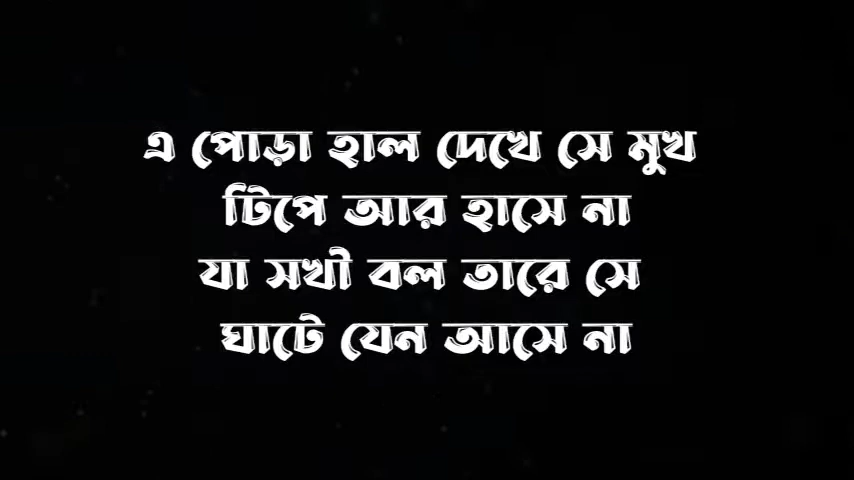 এ পোড়া হাল দেখে সে মুখ
টিপে আর হাসে না
যা সখী বল তারে সে
ঘাটে যেন আসে না